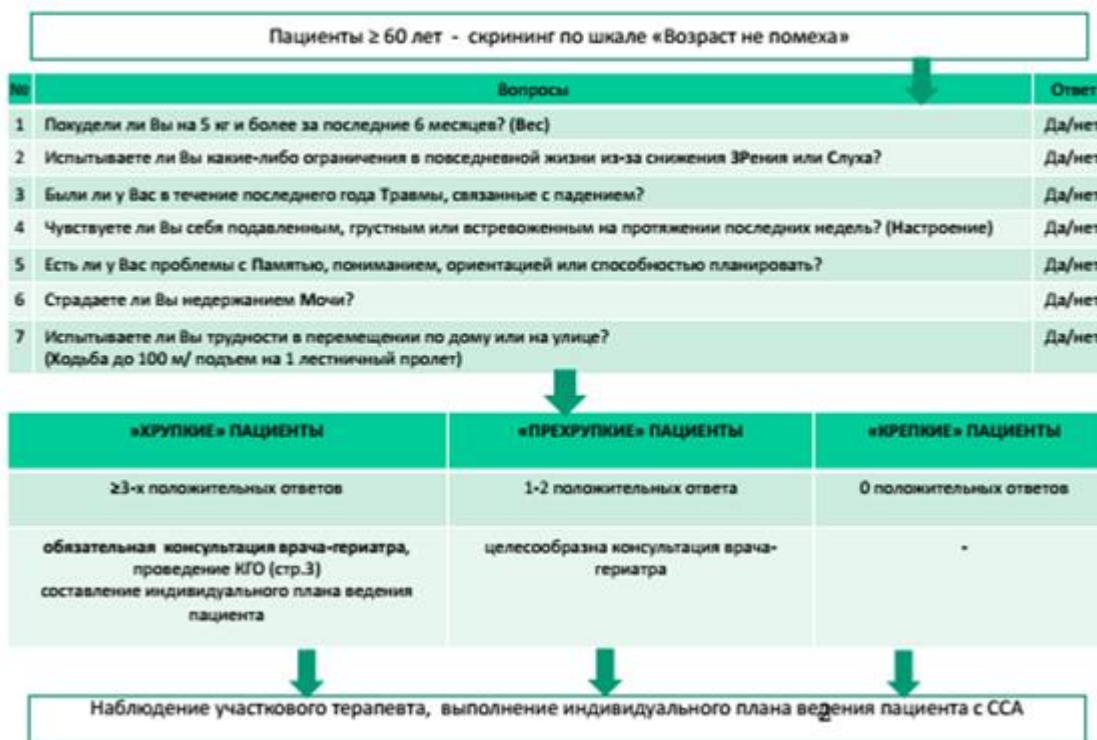 Пациенты ≥ 60 лет - скрининг по шкале «Возраст не помеха»
№ Вопросы Ответ
1 Похудели ли Вы на 5 кг и более за последние 6 месяцев? (Вес) Да/нет
2 Испытываете ли Вы какие-либо ограничения в повседневной жизни из-за снижения ЗРения или Слуха? Да/нет
3 Были ли у Вас в течение последнего года Травмы, связанные с падением? Да/нет
4 Чувствуете ли Вы себя подавленным, грустным или встревоженным на протяжении последних недель? (Настроение) Да/нет
5 Есть ли у Вас проблемы с Памятью, пониманием, ориентацией или способностью планировать? Да/нет
6 Страдаете ли Вы недержанием Мочи? Да/нет
7 Испытываете ли Вы трудности в перемещении по дому или на улице? Да/нет
(Ходьба до 100 м/ подъем на 1 лестничный пролет)
»ХРУПКИЕ» ПАЦИЕНТЫ «ПРЕХРУПКИЕ» ПАЦИЕНТЫ «КРЕПКИЕ» ПАЦИЕНТЫ
≥3-х положительных ответов 1-2 положительных ответа 0 положительных ответов
обязательная консультация врача-гериатра, целесообразна консультация врача- -
проведение КГО (стр.3) гериатра
составление индивидуального плана ведения
пациента
Наблюдение участкового терапевта, выполнение индивидуального плана ведения пациента с ССА
2